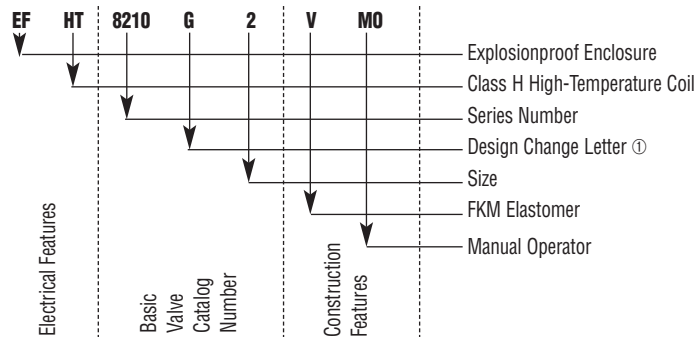 EF HT 8210 G 2 V MO
Explosionproof Enclosure
Class H High-Temperature Coil
Series Number
Design Change Letter ①
Size
FKM Elastomer
Manual Operator
Electrical Features
Basic
Valve
Catalog
Number
Construction
Features